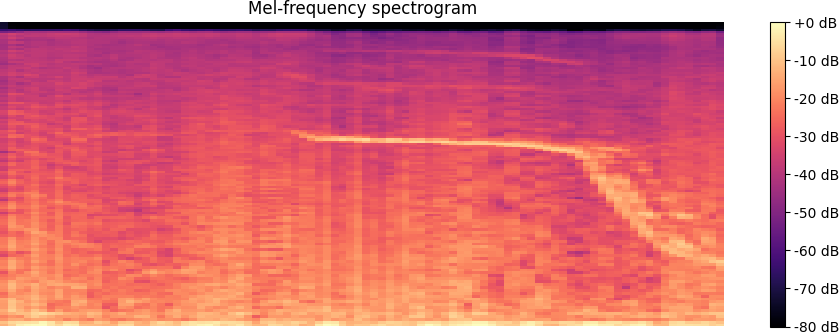 Mel-frequency spectrogram
+0 dB
-10 dB
-20 dB
-30 dB
-40 dB
-50 dB
-60 dB
-70 dB
-80 dB